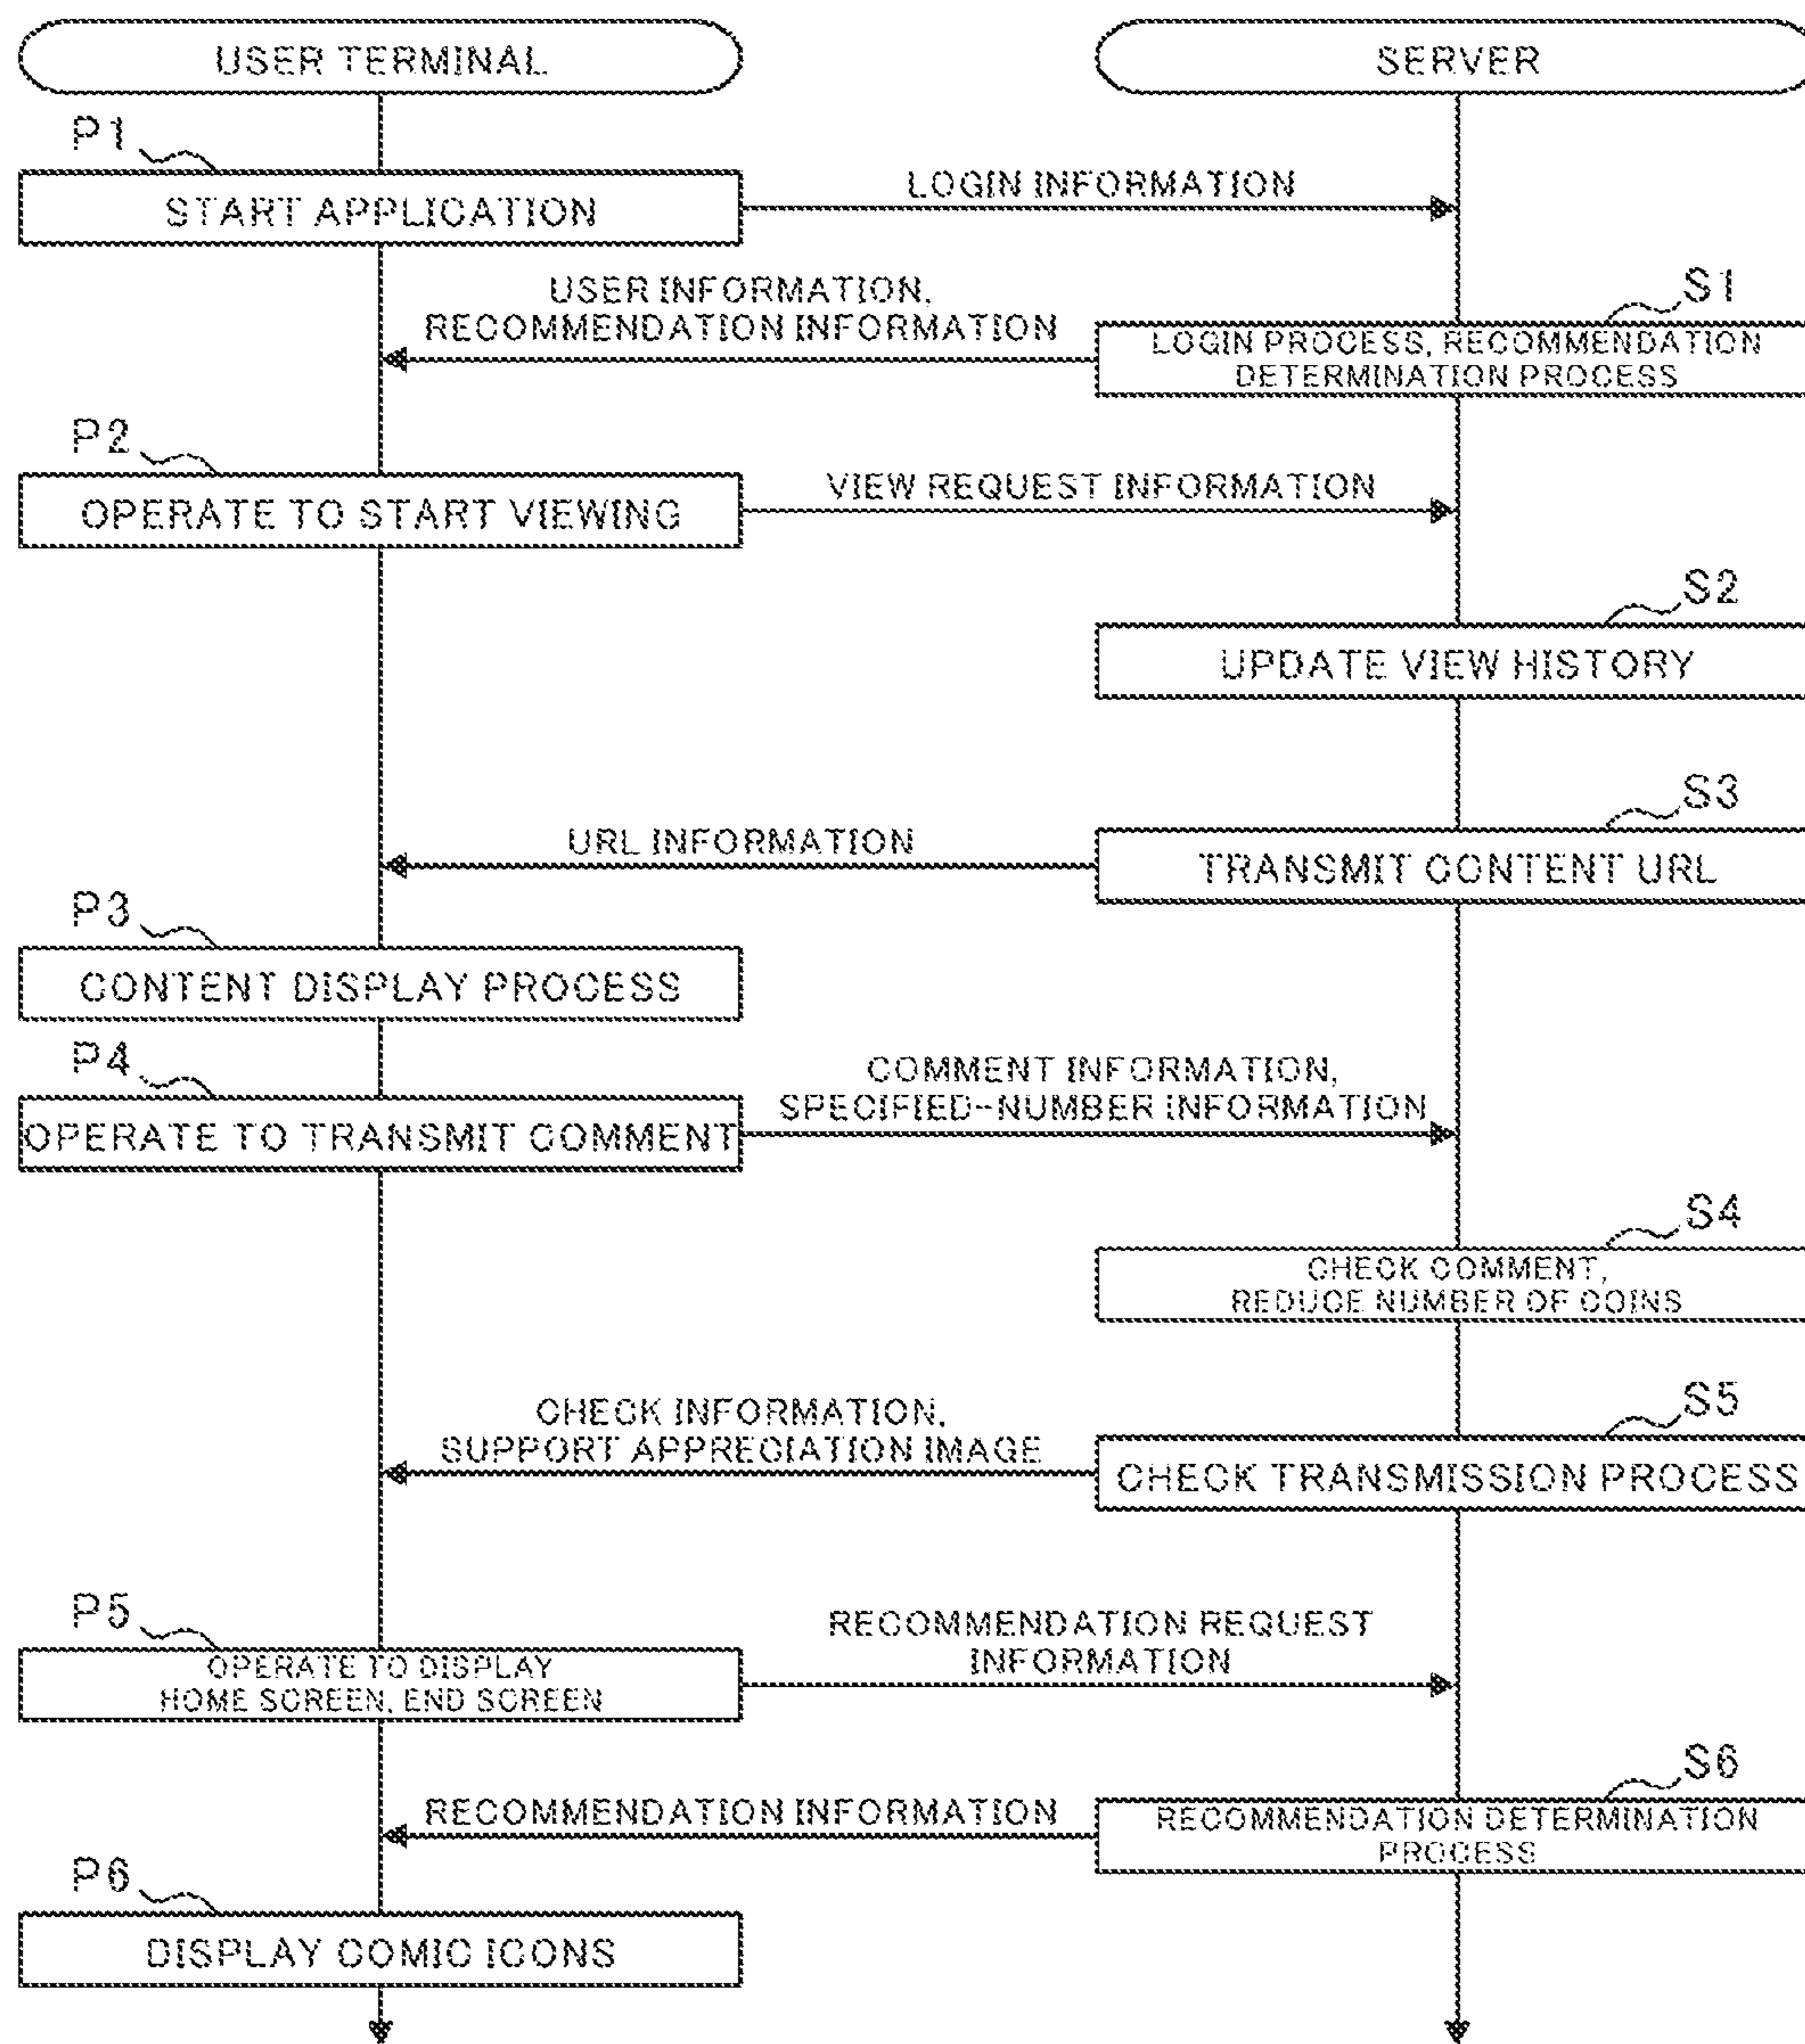 USER TERMINAL
SERVER
P1
START APPLICATION
LOGIN INFORMATION
USER INFORMATION,
RECOMMENDATION INFORMATION
S1
LOGIN PROCESS, RECOMMENDATION
DETERMINATION PROCESS
P2
OPERATE TO START VIEWING
VIEW REQUEST INFORMATION
S2
UPDATE VIEW HISTORY
S3
URL INFORMATION
TRANSMIT CONTENT URL
P3
CONTENT DISPLAY PROCESS
P4
OPERATE TO TRANSMIT COMMENT
COMMENT INFORMATION,
SPECIFIED-NUMBER INFORMATION
S4
CHECK COMMENT,
REDUCE NUMBER OF COINS
CHECK INFORMATION,
SUPPORT APPRECIATION IMAGE
S5
CHECK TRANSMISSION PROCESS
P5
OPERATE TO DISPLAY
HOME SCREEN, END SCREEN
RECOMMENDATION REQUEST
INFORMATION
S6
RECOMMENDATION INFORMATION
RECOMMENDATION DETERMINATION
PROCESS
P6
DISPLAY COMIC ICONS